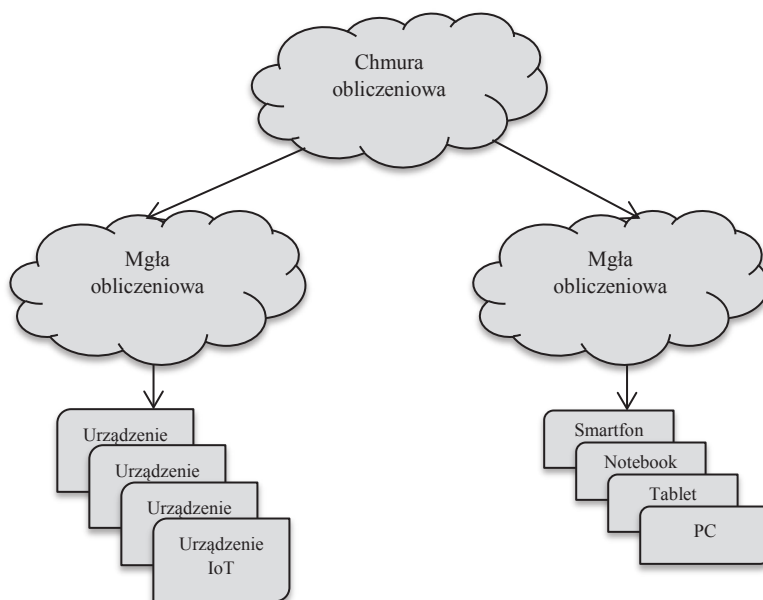 Chmura
obliczeniowa
Mgła
obliczeniowa
Mgła
obliczeniowa
Urządzenie
Urządzenie
Urządzenie
Urządzenie
IoT
Smartfon
Notebook
Tablet
PC